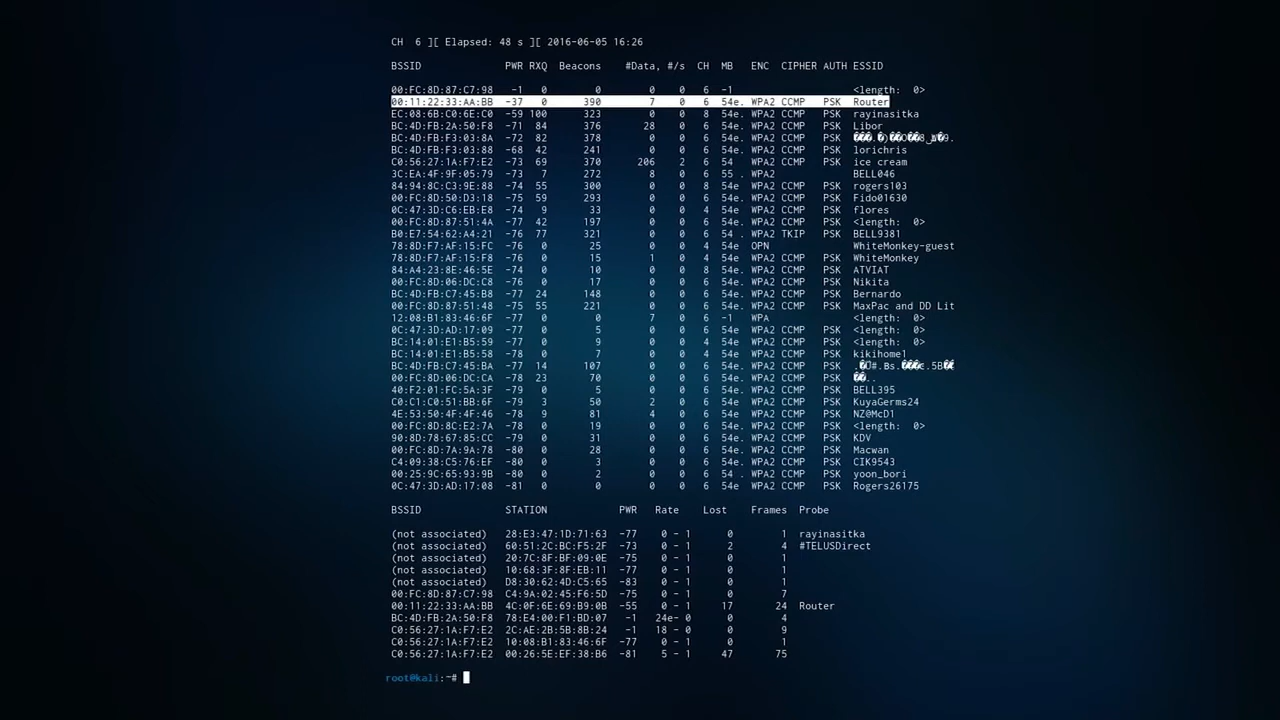 CH 6 ][ Elapsed: 48 s ][ 2016-06-05 16:26
BSSID PWR RXQ Beacons #Data, #/s CH MB ENC CIPHER AUTH ESSID
00:FC:8D:87:C7:98 -1 0 0 0 0 6 -1 <length: 0>
00:11:22:33:AA:BB -37 0 390 7 0 6 54e. WPA2 CCMP PSK Router
EC:08:6B:C0:6E:C0 -59 100 323 0 0 8 54e. WPA2 CCMP PSK rayinasitka
BC:4D:FB:2A:50:F8 -71 84 376 28 0 6 54e. WPA2 CCMP PSK Libor
BC:4D:FB:F3:03:8A -72 82 378 0 0 6 54e. WPA2 CCMP PSK
BC:4D:FB:F3:03:88 -68 42 241 0 0 6 54e. WPA2 CCMP PSK lorichris
C0:56:27:1A:F7:E2 -73 69 370 206 2 6 54 WPA2 CCMP PSK ice cream
3C:EA:4F:9F:05:79 -73 7 272 8 0 6 55 . WPA2 BELL046
84:94:8C:C3:9E:88 -74 55 300 0 0 6 54e. WPA2 CCMP PSK rogers103
00:FC:8D:50:D3:18 -75 59 293 0 0 6 54e. WPA2 CCMP PSK Fido01630
0C:47:3D:C6:EB:E8 -74 9 33 0 0 4 54e WPA2 CCMP PSK flores
00:FC:8D:87:51:4A -77 42 197 0 0 6 54e. WPA2 CCMP PSK <length: 0>
B0:E7:54:62:A4:21 -76 77 321 0 0 6 54 . WPA2 TKIP PSK BELL9381
78:8D:F7:AF:15:FC -77 0 25 0 0 4 54e OPN WhiteMonkey-guest
78:8D:F7:AF:15:F8 -77 0 15 1 0 4 54e. WPA2 CCMP PSK WhiteMonkey
84:A4:23:8E:46:5E -74 0 10 0 0 8 54e. WPA2 CCMP PSK ATVIAT
00:FC:8D:06:DC:C8 -76 0 17 0 0 6 54e. WPA2 CCMP PSK Nikita
BC:4D:FB:C7:45:B8 -77 24 148 0 0 6 54e. WPA2 CCMP PSK Bernardo
00:FC:8D:87:51:48 -75 55 221 0 0 6 54e. WPA2 CCMP PSK MaxPac and DD Lit
12:08:B1:83:46:6F -77 0 0 7 0 6 -1 WPA <length: 0>
0C:47:3D:AD:17:09 -77 0 5 0 0 6 54e WPA2 CCMP PSK <length: 0>
BC:14:01:E1:B5:59 -77 0 9 0 0 4 54e WPA2 CCMP PSK <length: 0>
BC:14:01:E1:B5:58 -78 0 7 0 0 4 54e WPA2 CCMP PSK kikihome1
BC:4D:FB:C7:45:BA -77 14 107 0 0 6 54e. WPA2 CCMP PSK
00:FC:8D:06:DC:CA -78 23 70 0 0 6 54e. WPA2 CCMP PSK
40:F2:01:FC:5A:3F -79 0 5 0 0 6 54e WPA2 CCMP PSK BELL395
C0:C1:C0:51:BB:6F -79 3 50 2 0 6 54e WPA2 CCMP PSK KuyaGerms24
4E:53:50:4F:4F:46 -78 9 81 4 0 6 54e. WPA2 CCMP PSK NZ@McD1
00:FC:8D:8C:E2:7A -78 0 19 0 0 6 54e. WPA2 CCMP PSK <length: 0>
90:8D:78:67:85:CC -79 0 31 0 0 6 54e. WPA2 CCMP PSK KDV
00:FC:8D:7A:9A:78 -80 0 28 0 0 6 54e. WPA2 CCMP PSK Macwan
C4:09:38:C5:76:EF -80 0 3 0 0 6 54e WPA2 CCMP PSK CIK9543
00:25:9C:65:93:9B -80 0 2 0 0 6 54 . WPA2 CCMP PSK yoon_bori
0C:47:3D:AD:17:08 -81 0 0 0 0 6 54e WPA2 CCMP PSK Rogers26175
BSSID STATION PWR Rate Lost Frames Probe
(not associated) 28:E3:47:1D:71:63 -77 0 - 1 0 1 rayinasitka
(not associated) 60:51:2C:BC:F5:2F -73 0 - 1 2 4 #TELUSDirect
(not associated) 20:7C:8F:BF:09:0E -75 0 - 1 0 1
(not associated) 10:68:3F:8F:EB:11 -77 0 - 1 0 1
(not associated) D8:30:62:4D:C5:65 -83 0 - 1 0 1
00:FC:8D:87:C7:98 C4:9A:02:45:F6:5D -75 0 - 1 0 7
00:11:22:33:AA:BB 4C:0F:6E:69:B9:0B -55 0 - 1 17 24 Router
BC:4D:FB:2A:50:F8 78:E4:00:F1:BD:07 -1 24e- 0 0 4
C0:56:27:1A:F7:E2 2C:AE:2B:5B:8B:24 -1 18 - 0 0 9
C0:56:27:1A:F7:E2 10:08:B1:83:46:6F -77 0 - 1 0 1
C0:56:27:1A:F7:E2 00:26:5E:EF:38:B6 -81 5 - 1 47 75
root@kali:~#